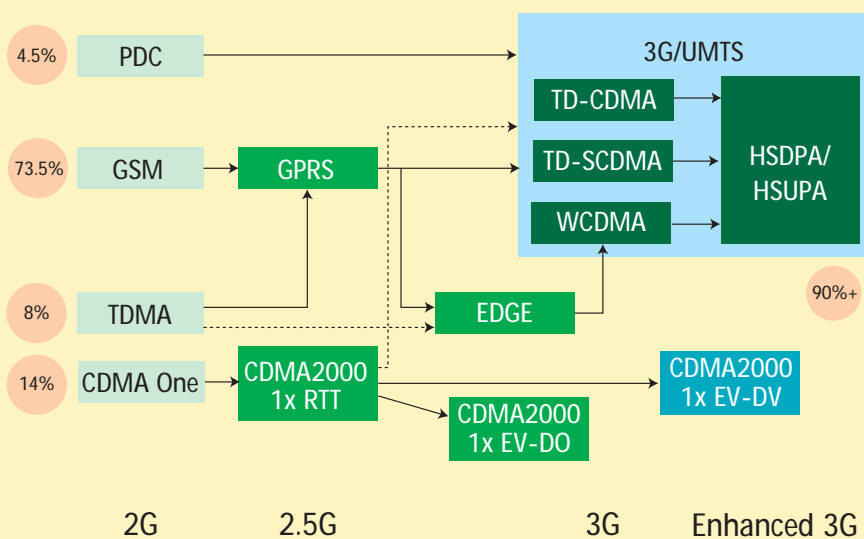 4.5%
PDC
3G/UMTS
TD-CDMA
73.5%
GSM
GPRS
TD-SCDMA
HSDPA/
HSUPA
WCDMA
90%+
8%
TDMA
EDGE
14%
CDMA One
CDMA2000
1x RTT
CDMA2000
1x EV-DO
CDMA2000
1x EV-DV
2G
2.5G
3G
Enhanced 3G